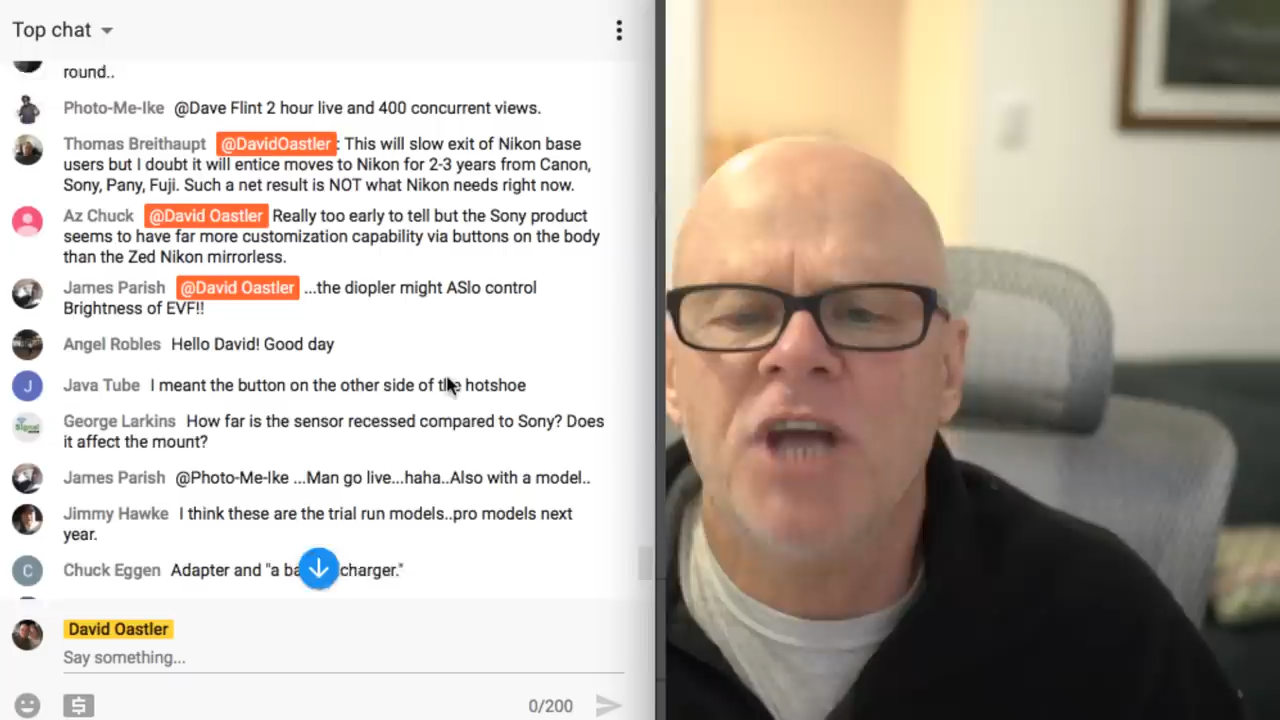 Top chat
round..
Photo-Me-Ike @Dave Flint 2 hour live and 400 concurrent views.
Thomas Breithaupt @DavidOastler: This will slow exit of Nikon base
users but I doubt it will entice moves to Nikon for 2-3 years from Canon,
Sony, Pany, Fuji. Such a net result is NOT what Nikon needs right now.
Az Chuck @David Oastler Really too early to tell but the Sony product
seems to have far more customization capability via buttons on the body
than the Zed Nikon mirrorless.
James Parish @David Oastler ...the diopler might ASlo control
Brightness of EVF!!
Angel Robles Hello David! Good day
J Java Tube I meant the button on the other side of the hotshoe
George Larkins How far is the sensor recessed compared to Sony? Does
it affect the mount?
James Parish @Photo-Me-Ike ...Man go live...haha..Also with a model..
Jimmy Hawke I think these are the trial run models..pro models next
year.
C Chuck Eggen Adapter and "a charger."
David Oastler
Say something...
$ 0/200